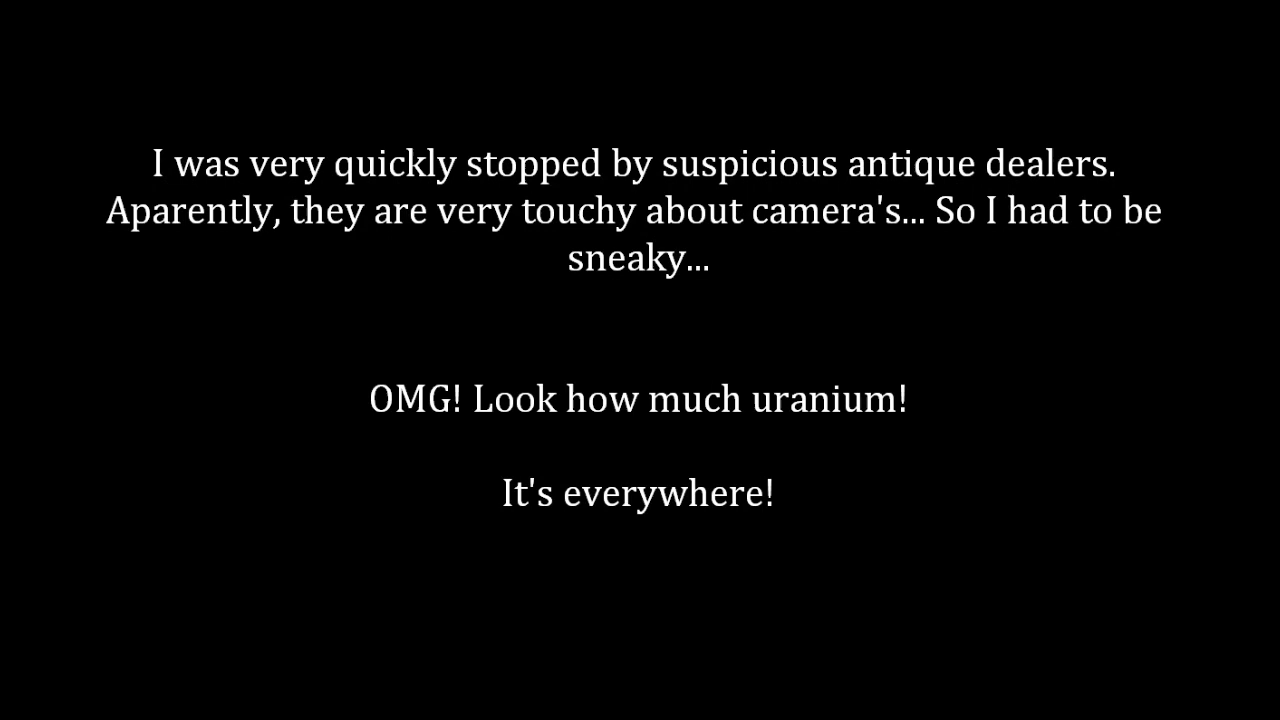 I was very quickly stopped by suspicious antique dealers.
Aparently, they are very touchy about camera's... So I had to be
sneaky...
OMG! Look how much uranium!
It's everywhere!